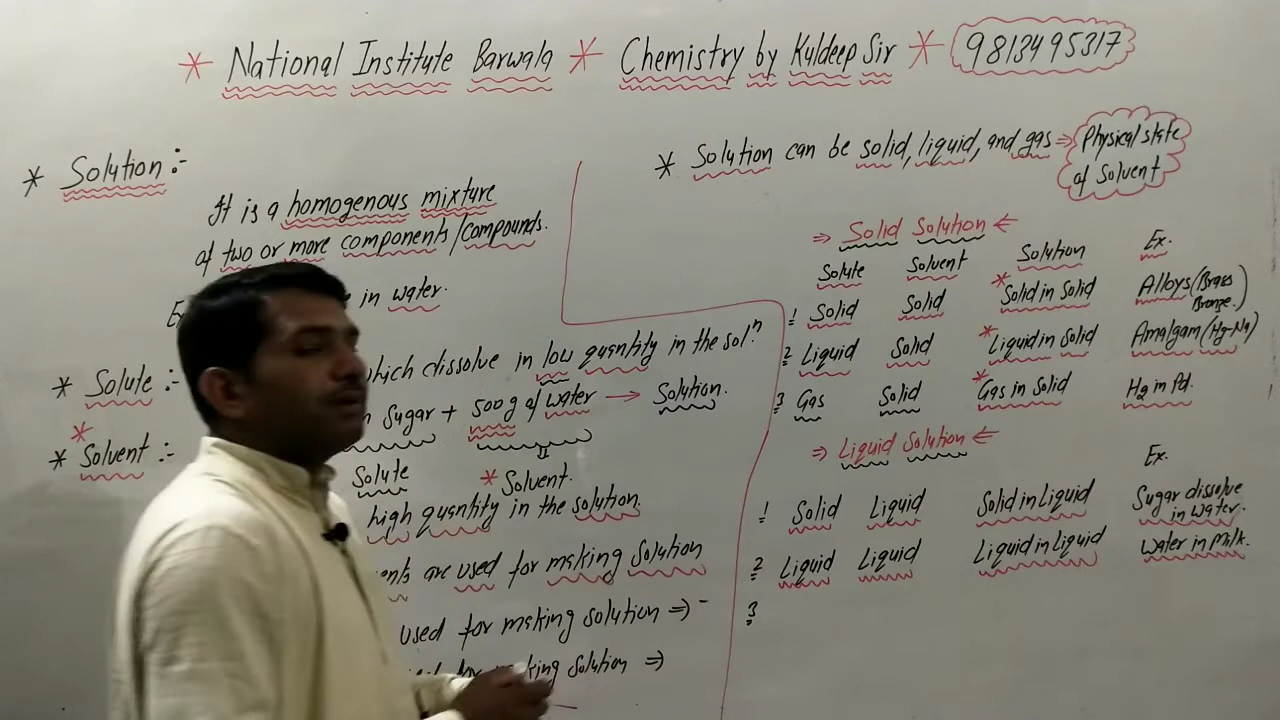 * National Institute Barwala * Chemistry by Kuldeep Sir * 9813495317
* Solution :-
It is a homogenous mixture
of two or more components/compounds.
in water.
* Solute :-
which dissolve in low quantity in the solⁿ.
Sugar + 500g of water → Solution.
Solute
* Solvent.
*
* Solvent :-
high quantity in the solution.
are used for making solution
used for making solution ⇒ -
making solution ⇒
* Solution can be solid, liquid, and gas ⇒ Physical state
of Solvent
⇒ Solid Solution ⇐
Solute Solvent Solution Ex.
1 Solid Solid * Solid in Solid Alloys (Brass
Bronze.)
2 Liquid Solid * Liquid in Solid Amalgam (Hg-Na)
3 Gas Solid * Gas in Solid H2 in Pd.
⇒ Liquid Solution ⇐
Ex.
1 Solid Liquid Solid in Liquid Sugar dissolve
in water.
2 Liquid Liquid Liquid in Liquid Water in Milk.
3